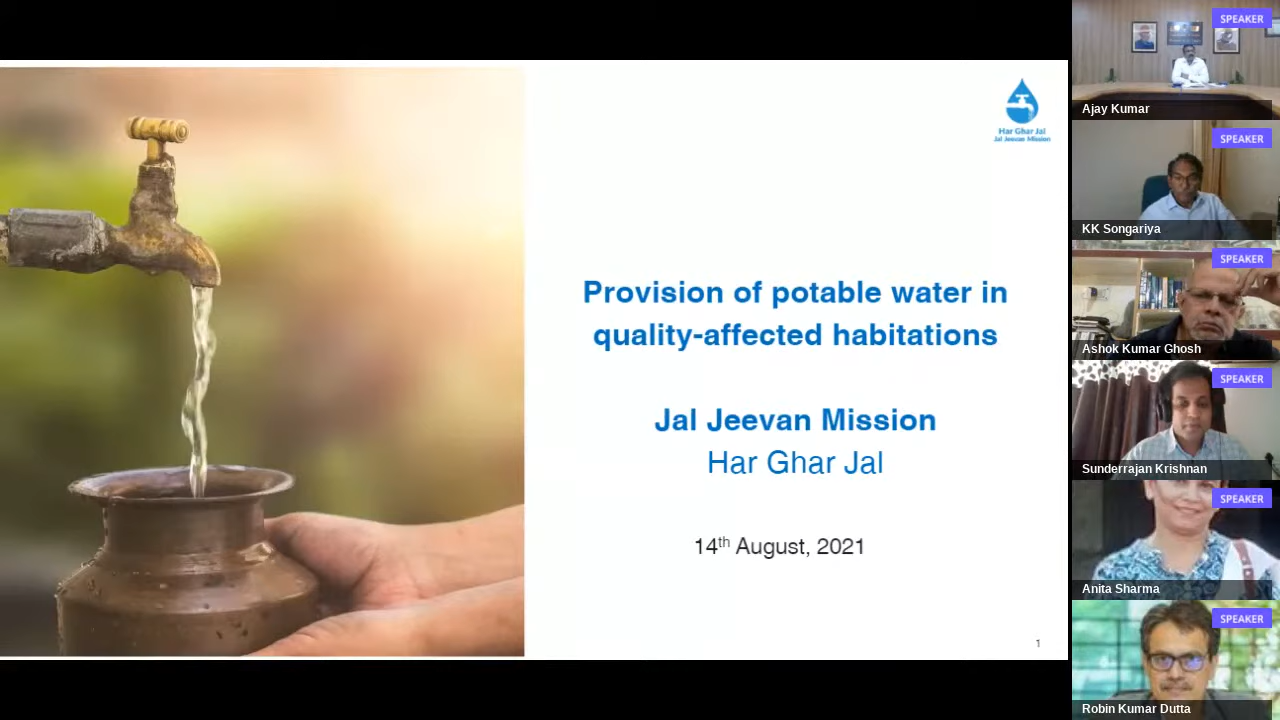 Har Ghar Jal
Jal Jeevan Mission
Provision of potable water in
quality-affected habitations
Jal Jeevan Mission
Har Ghar Jal
14th August, 2021
1
SPEAKER
Ajay Kumar
SPEAKER
KK Songariya
SPEAKER
Ashok Kumar Ghosh
SPEAKER
Sunderrajan Krishnan
SPEAKER
Anita Sharma
SPEAKER
Robin Kumar Dutta